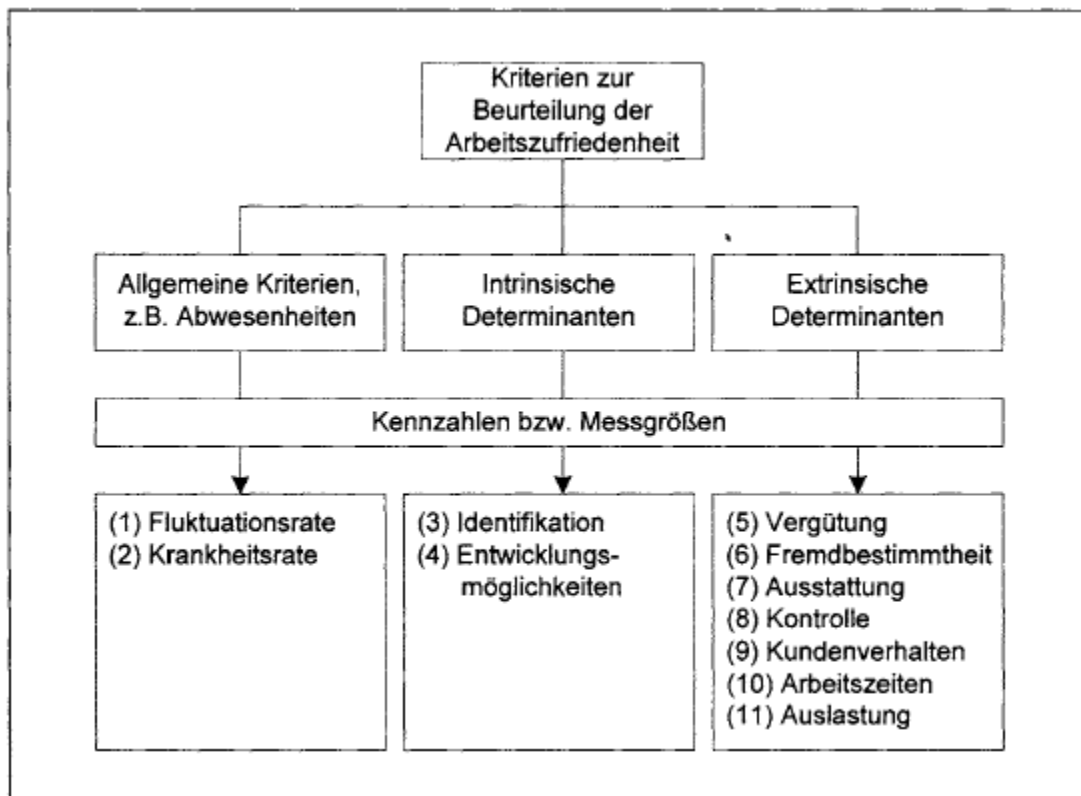 Kriterien zur
Beurteilung der
Arbeitszufriedenheit
Allgemeine Kriterien,
z.B. Abwesenheiten
Intrinsische
Determinanten
Extrinsische
Determinanten
Kennzahlen bzw. Messgrößen
(1) Fluktuationsrate
(2) Krankheitsrate
(3) Identifikation
(4) Entwicklungs-
möglichkeiten
(5) Vergütung
(6) Fremdbestimmtheit
(7) Ausstattung
(8) Kontrolle
(9) Kundenverhalten
(10) Arbeitszeiten
(11) Auslastung